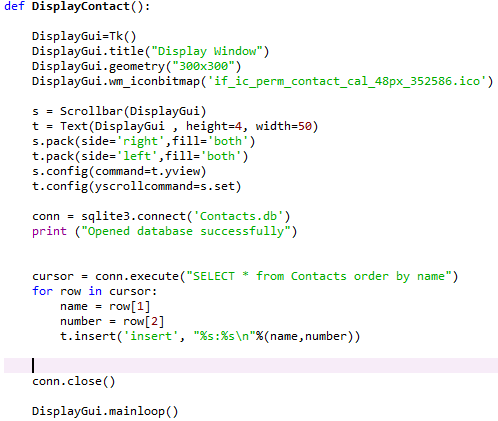 def DisplayContact():
DisplayGui=Tk()
DisplayGui.title("Display Window")
DisplayGui.geometry("300x300")
DisplayGui.wm_iconbitmap('if_ic_perm_contact_cal_48px_352586.ico')
s = Scrollbar(DisplayGui)
t = Text(DisplayGui , height=4, width=50)
s.pack(side='right',fill='both')
t.pack(side='left',fill='both')
s.config(command=t.yview)
t.config(yscrollcommand=s.set)
conn = sqlite3.connect('Contacts.db')
print ("Opened database successfully")
cursor = conn.execute("SELECT * from Contacts order by name")
for row in cursor:
name = row[1]
number = row[2]
t.insert('insert', "%s:%s\n"%(name,number))
conn.close()
DisplayGui.mainloop()